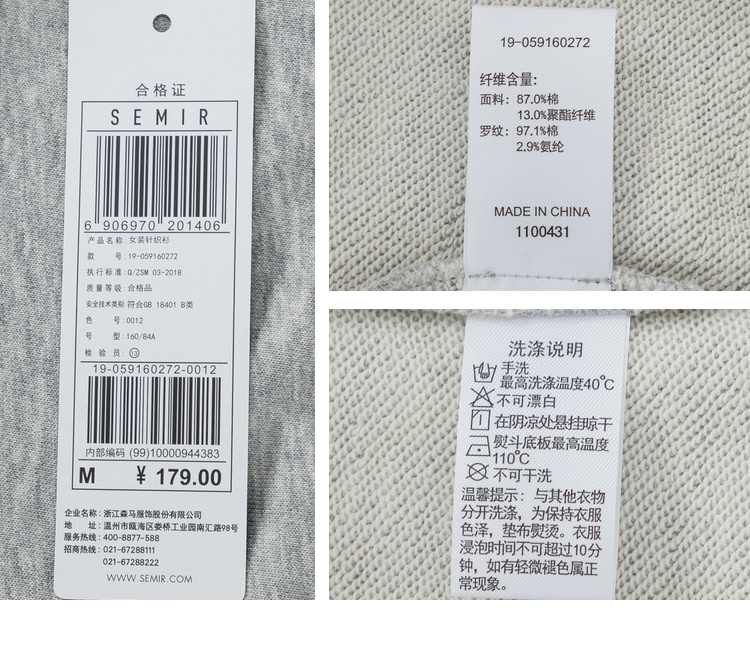 合格证
SEMIR
6 906970 201406
产品名称:女装针织衫
款 号:19-059160272
执行标准:Q/ZSM 03-2018
质量等级:合格品
安全技术类别 符合GB 18401 B类
色 号:0012
号 型:160/84A
检 验 员: ⑬
19-059160272-0012
内部编码 (99)10000944383
M ¥ 179.00
企业名称:浙江森马服饰股份有限公司
地 址:温州市瓯海区娄桥工业园南汇路98号
服务热线:400-8877-588
招商热线:021-67288111
021-67288222
WWW.SEMIR.COM
19-059160272
纤维含量:
面料: 87.0%棉
13.0%聚酯纤维
罗纹: 97.1%棉
2.9%氨纶
MADE IN CHINA
1100431
洗涤说明
手洗
最高洗涤温度40℃
不可漂白
在阴凉处悬挂晾干
熨斗底板最高温度
110℃
不可干洗
温馨提示: 与其他衣物
分开洗涤, 为保持衣服
色泽, 垫布熨烫。衣服
浸泡时间不可超过10分
钟, 如有轻微褪色属正
常现象。